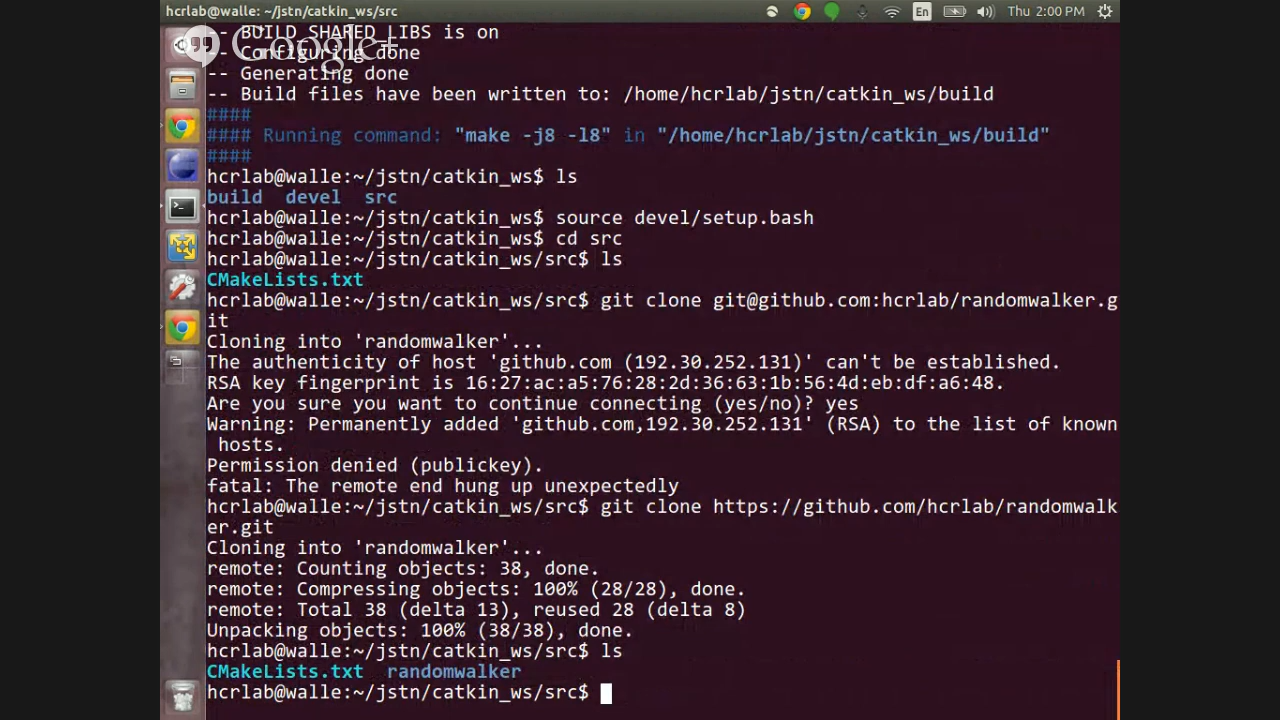 hcrlab@walle: ~/jstn/catkin_ws/src
En
Thu 2:00 PM
Google+
-- BUILD_SHARED_LIBS is on
-- Configuring done
-- Generating done
-- Build files have been written to: /home/hcrlab/jstn/catkin_ws/build
####
#### Running command: "make -j8 -l8" in "/home/hcrlab/jstn/catkin_ws/build"
####
hcrlab@walle:~/jstn/catkin_ws$ ls
build  devel  src
hcrlab@walle:~/jstn/catkin_ws$ source devel/setup.bash
hcrlab@walle:~/jstn/catkin_ws$ cd src
hcrlab@walle:~/jstn/catkin_ws/src$ ls
CMakeLists.txt
hcrlab@walle:~/jstn/catkin_ws/src$ git clone git@github.com:hcrlab/randomwalker.g
it
Cloning into 'randomwalker'...
The authenticity of host 'github.com (192.30.252.131)' can't be established.
RSA key fingerprint is 16:27:ac:a5:76:28:2d:36:63:1b:56:4d:eb:df:a6:48.
Are you sure you want to continue connecting (yes/no)? yes
Warning: Permanently added 'github.com,192.30.252.131' (RSA) to the list of known
 hosts.
Permission denied (publickey).
fatal: The remote end hung up unexpectedly
hcrlab@walle:~/jstn/catkin_ws/src$ git clone https://github.com/hcrlab/randomwalk
er.git
Cloning into 'randomwalker'...
remote: Counting objects: 38, done.
remote: Compressing objects: 100% (28/28), done.
remote: Total 38 (delta 13), reused 28 (delta 8)
Unpacking objects: 100% (38/38), done.
hcrlab@walle:~/jstn/catkin_ws/src$ ls
CMakeLists.txt  randomwalker
hcrlab@walle:~/jstn/catkin_ws/src$